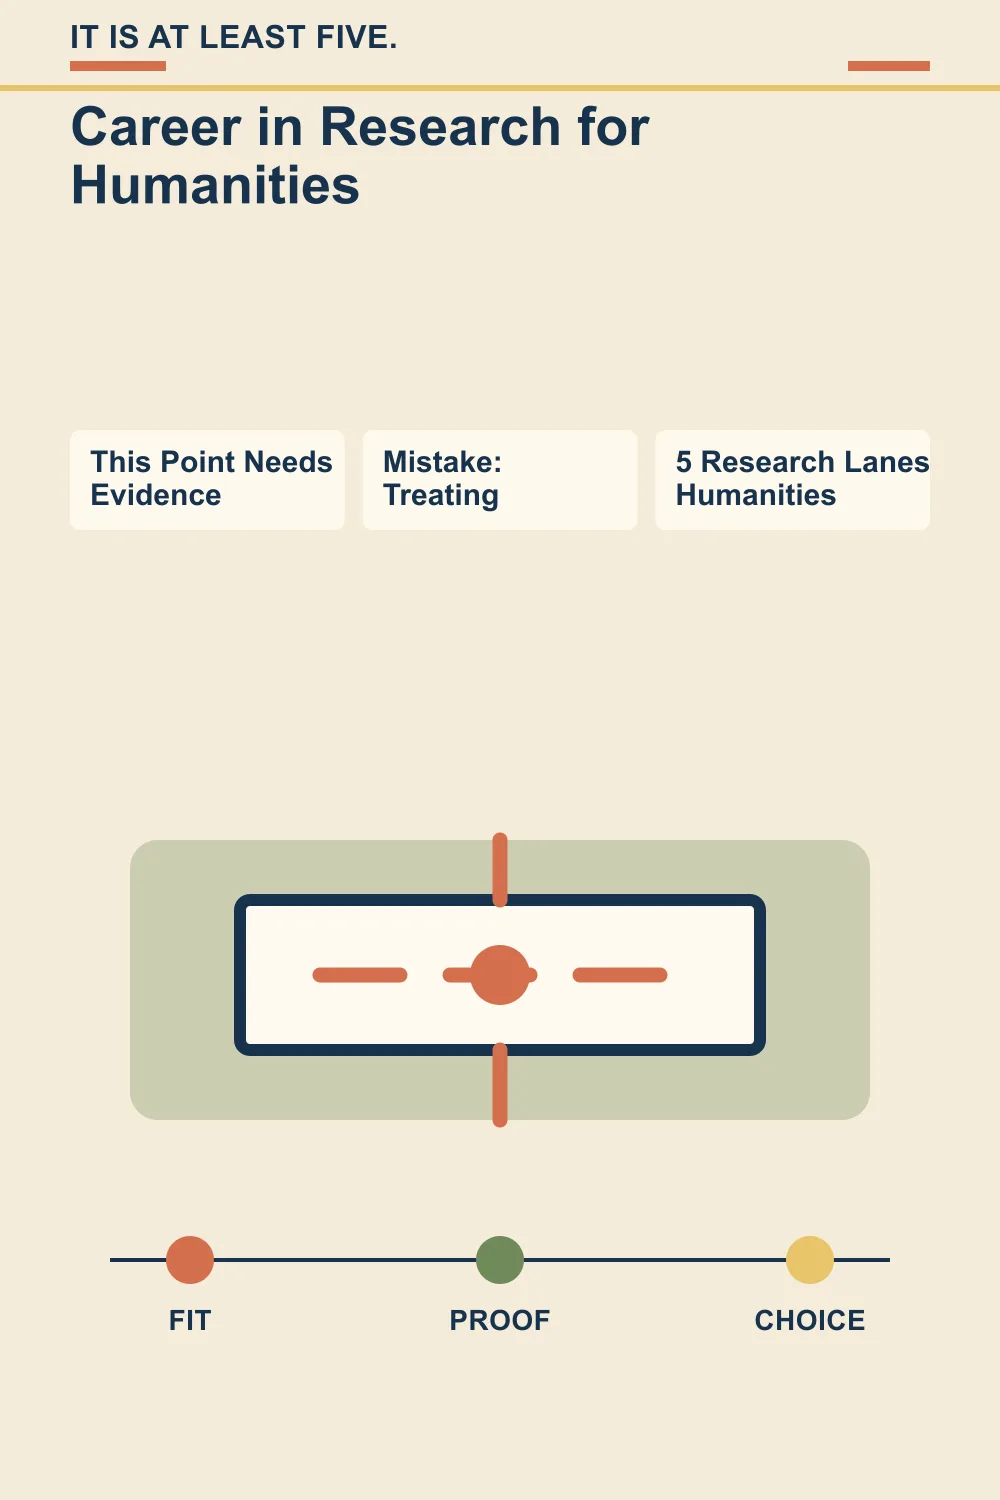 IT IS AT LEAST FIVE.
Career in Research for
Humanities
This Point Needs
Evidence
Mistake:
Treating
5 Research Lanes
Humanities
FIT
PROOF
CHOICE